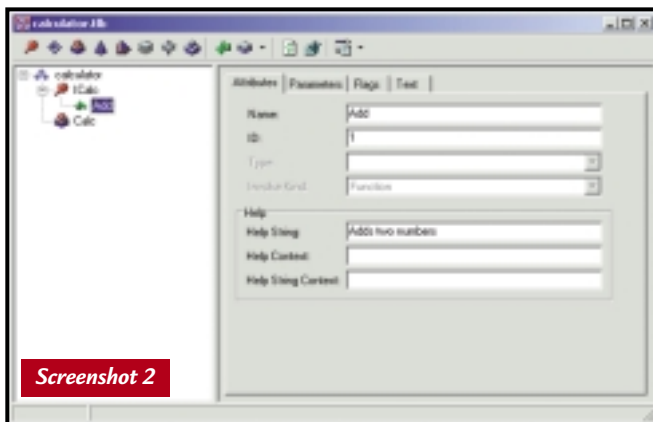 calculator.tlb
calculator
ICalc
Add
Calc
Attributes Parameters Flags Text
Name: Add
ID: 1
Type:
Invoke Kind: Function
Help
Help String: Adds two numbers
Help Context:
Help String Context:
Screenshot 2